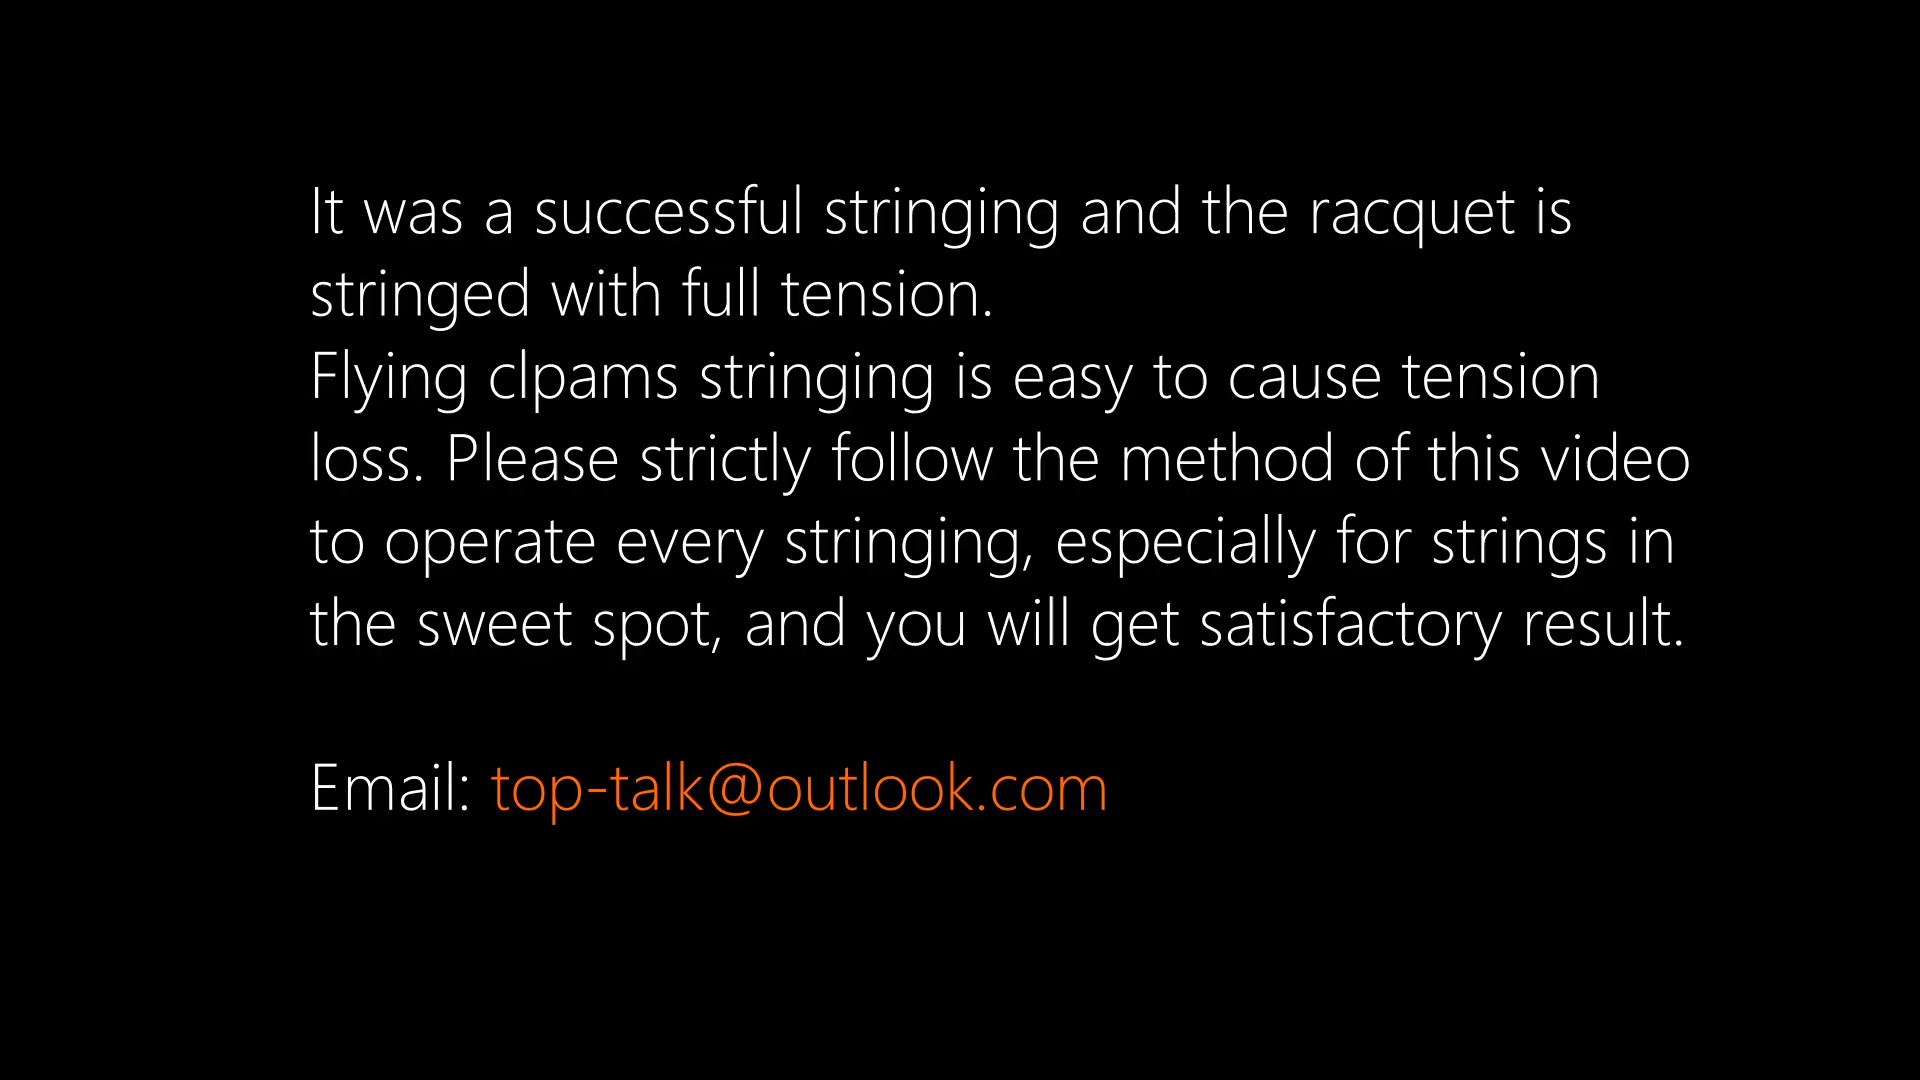 It was a successful stringing and the racquet is
stringed with full tension.
Flying clpams stringing is easy to cause tension
loss. Please strictly follow the method of this video
to operate every stringing, especially for strings in
the sweet spot, and you will get satisfactory result.
Email: top-talk@outlook.com